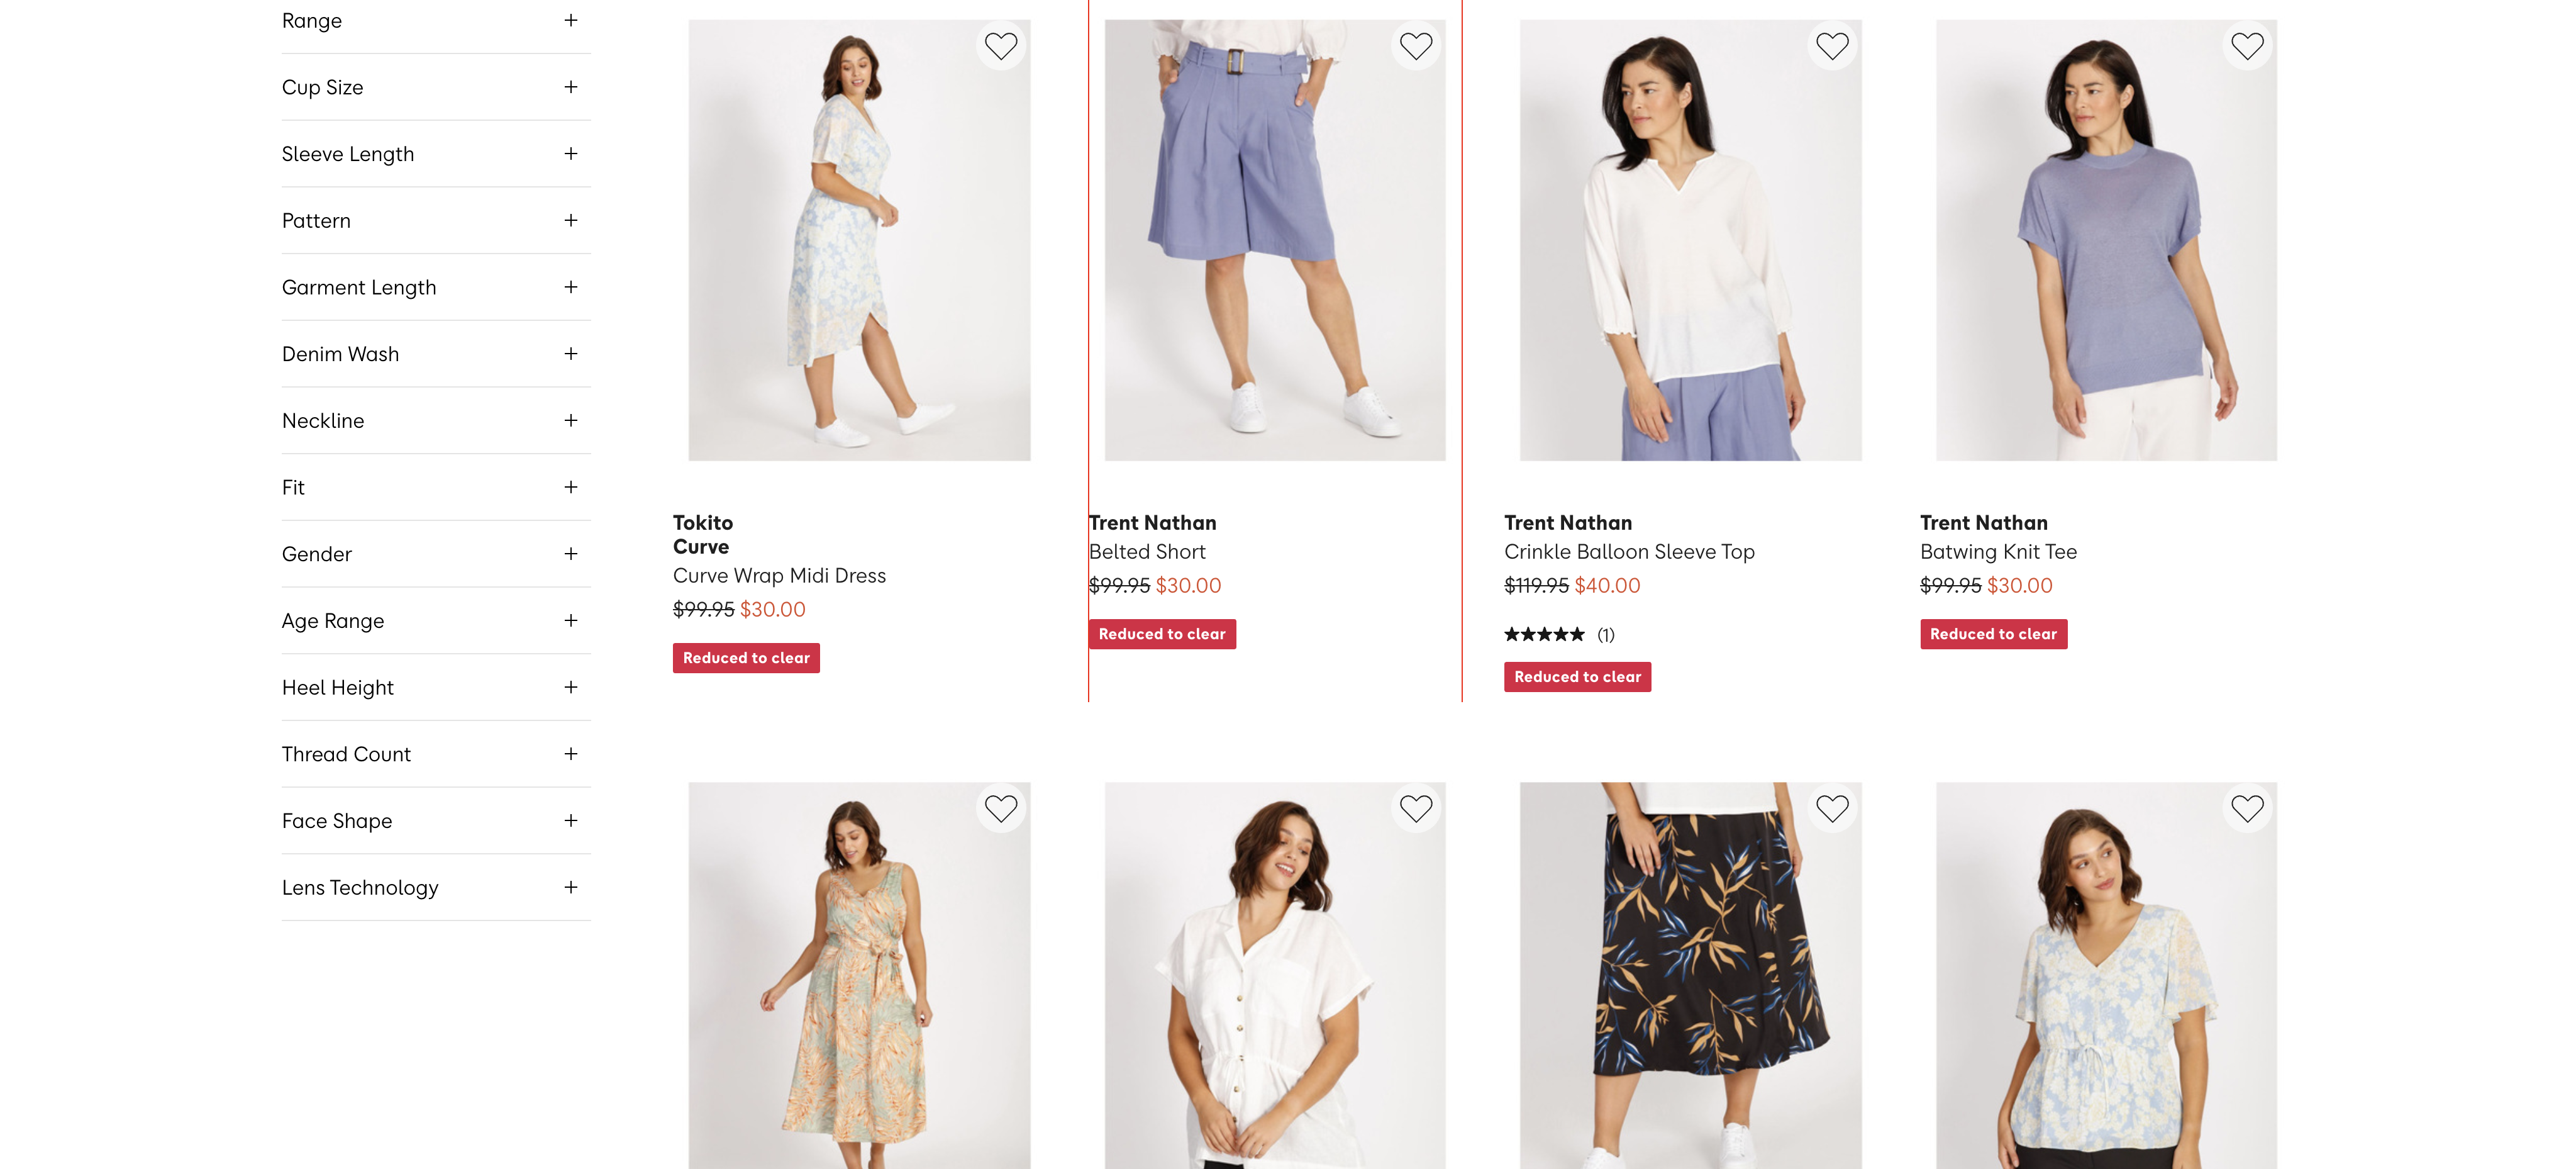 Range
Cup Size
Sleeve Length
Pattern
Garment Length
Denim Wash
Neckline
Fit
Gender
Age Range
Heel Height
Thread Count
Face Shape
Lens Technology
Tokito
Curve
Curve Wrap Midi Dress
$99.95 $30.00
Reduced to clear
Trent Nathan
Belted Short
$99.95 $30.00
Reduced to clear
Trent Nathan
Crinkle Balloon Sleeve Top
$119.95 $40.00
★★★★★ (1)
Reduced to clear
Trent Nathan
Batwing Knit Tee
$99.95 $30.00
Reduced to clear